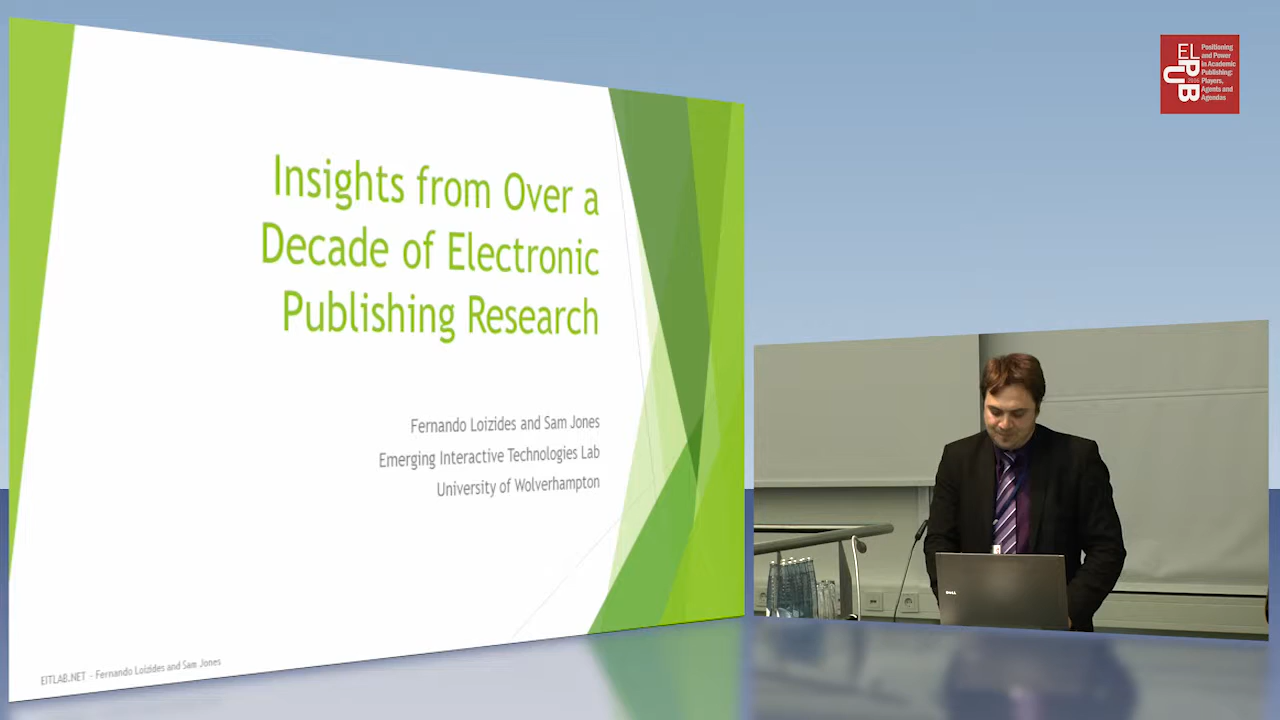 Insights from Over a
Decade of Electronic
Publishing Research
Fernando Loizides and Sam Jones
Emerging Interactive Technologies Lab
University of Wolverhampton
EITLAB.NET - Fernando Loizides and Sam Jones
ELPUB
2016
Positioning
and Power
in Academic
Publishing:
Players,
Agents and
Agendas
DELL